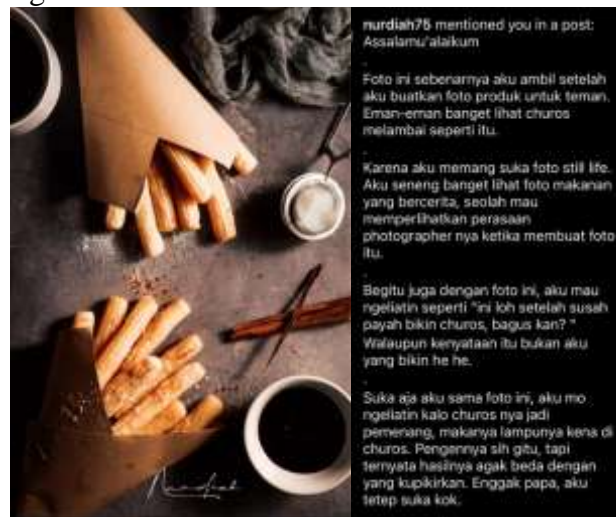 nurdiah75 mentioned you in a post:
Assalamu'alaikum
.
Foto ini sebenarnya aku ambil setelah
aku buatkan foto produk untuk teman.
Eman-eman banget lihat churos
melambai seperti itu.
.
Karena aku memang suka foto still life.
Aku seneng banget lihat foto makanan
yang bercerita, seolah mau
memperlihatkan perasaan
photographer nya ketika membuat foto
itu.
.
Begitu juga dengan foto ini, aku mau
ngeliatin seperti "ini loh setelah susah
payah bikin churos, bagus kan? "
Walaupun kenyataan itu bukan aku
yang bikin he he.
.
Suka aja aku sama foto ini, aku mo
ngeliatin kalo churos nya jadi
pemenang, makanya lampunya kena di
churos. Pengennya sih gitu, tapi
ternyata hasilnya agak beda dengan
yang kupikirkan. Enggak papa, aku
tetep suka kok.
Nurdiah